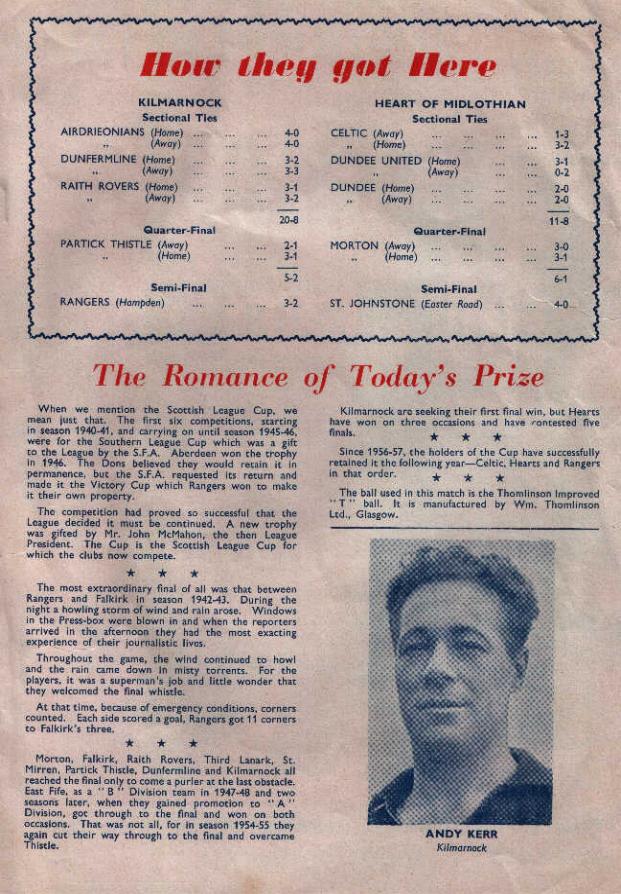 How they got Here
KILMARNOCK
Sectional Ties
AIRDRIEONIANS (Home) ... ... ... 4-0
„ (Away) ... ... ... 4-0
DUNFERMLINE (Home) ... ... ... 3-2
„ (Away) ... ... ... 3-3
RAITH ROVERS (Home) ... ... ... 3-1
„ (Away) ... ... ... 3-2
20-8
Quarter-Final
PARTICK THISTLE (Away) ... ... 2-1
„ (Home) ... ... 3-1
5-2
Semi-Final
RANGERS (Hampden) ... ... ... 3-2
HEART OF MIDLOTHIAN
Sectional Ties
CELTIC (Away) ... ... ... ... 1-3
„ (Home) ... ... ... ... 3-2
DUNDEE UNITED (Home) ... ... ... 3-1
„ (Away) ... ... ... 0-2
DUNDEE (Home) ... ... ... ... 2-0
„ (Away) ... ... ... ... 2-0
11-8
Quarter-Final
MORTON (Away) ... ... ... ... 3-0
„ (Home) ... ... ... ... 3-1
6-1
Semi-Final
ST. JOHNSTONE (Easter Road) ... ... 4-0
The Romance of Today's Prize
When we mention the Scottish League Cup, we
mean just that. The first six competitions, starting
in season 1940-41, and carrying on until season 1945-46,
were for the Southern League Cup which was a gift
to the League by the S.F.A. Aberdeen won the trophy
in 1946. The Dons believed they would retain it in
permanence, but the S.F.A. requested its return and
made it the Victory Cup which Rangers won to make
it their own property.
The competition had proved so successful that the
League decided it must be continued. A new trophy
was gifted by Mr. John McMahon, the then League
President. The Cup is the Scottish League Cup for
which the clubs now compete.
★ ★ ★
The most extraordinary final of all was that between
Rangers and Falkirk in season 1942-43. During the
night a howling storm of wind and rain arose. Windows
in the Press-box were blown in and when the reporters
arrived in the afternoon they had the most exacting
experience of their journalistic lives.
Throughout the game, the wind continued to howl
and the rain came down in misty torrents. For the
players, it was a superman's job and little wonder that
they welcomed the final whistle.
At that time, because of emergency conditions, corners
counted. Each side scored a goal, Rangers got 11 corners
to Falkirk's three.
★ ★ ★
Morton, Falkirk, Raith Rovers, Third Lanark, St.
Mirren, Partick Thistle, Dunfermline and Kilmarnock all
reached the final only to come a purler at the last obstacle.
East Fife, as a "B" Division team in 1947-48 and two
seasons later, when they gained promotion to "A"
Division, got through to the final and won on both
occasions. That was not all, for in season 1954-55 they
again cut their way through to the final and overcame
Thistle.
Kilmarnock are seeking their first final win, but Hearts
have won on three occasions and have contested five
finals.
★ ★ ★
Since 1956-57, the holders of the Cup have successfully
retained it the following year—Celtic, Hearts and Rangers
in that order.
★ ★ ★
The ball used in this match is the Thomlinson Improved
"T" ball. It is manufactured by Wm. Thomlinson
Ltd., Glasgow.
ANDY KERR
Kilmarnock